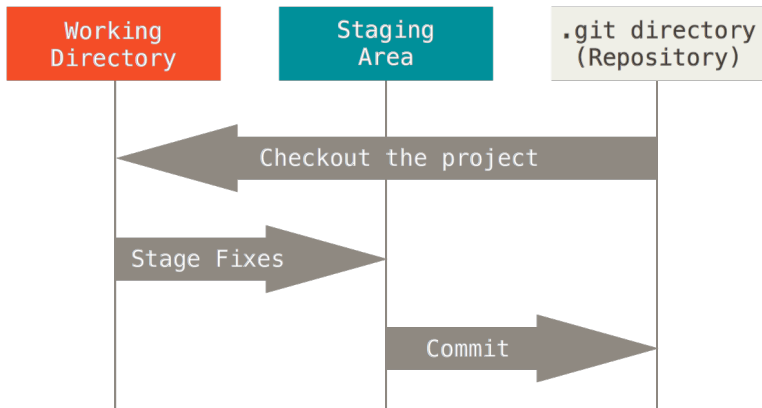 Working
Directory
Staging
Area
.git directory
(Repository)
Checkout the project
Stage Fixes
Commit